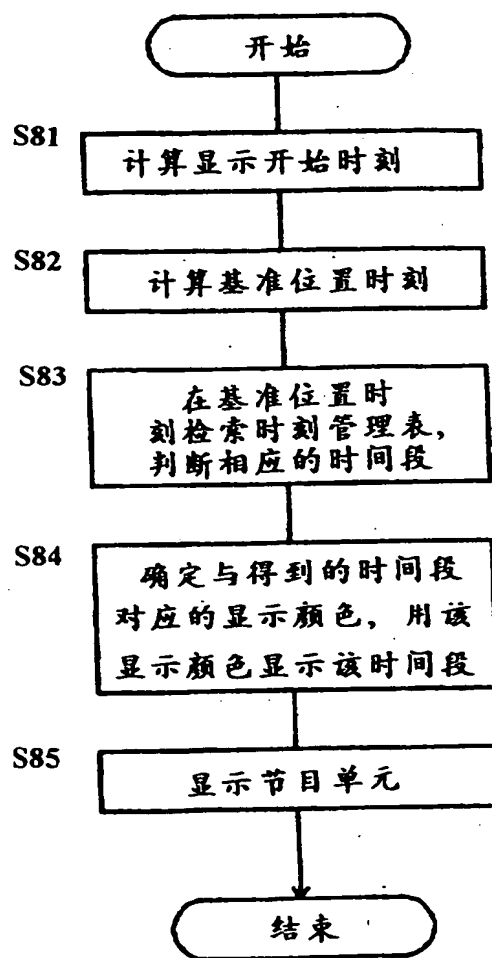 开始
S81
计算显示开始时刻
S82
计算基准位置时刻
S83
在基准位置时
刻检索时刻管理表，
判断相应的时间段
S84
确定与得到的时间段
对应的显示颜色，用该
显示颜色显示该时间段
S85
显示节目单元
结束